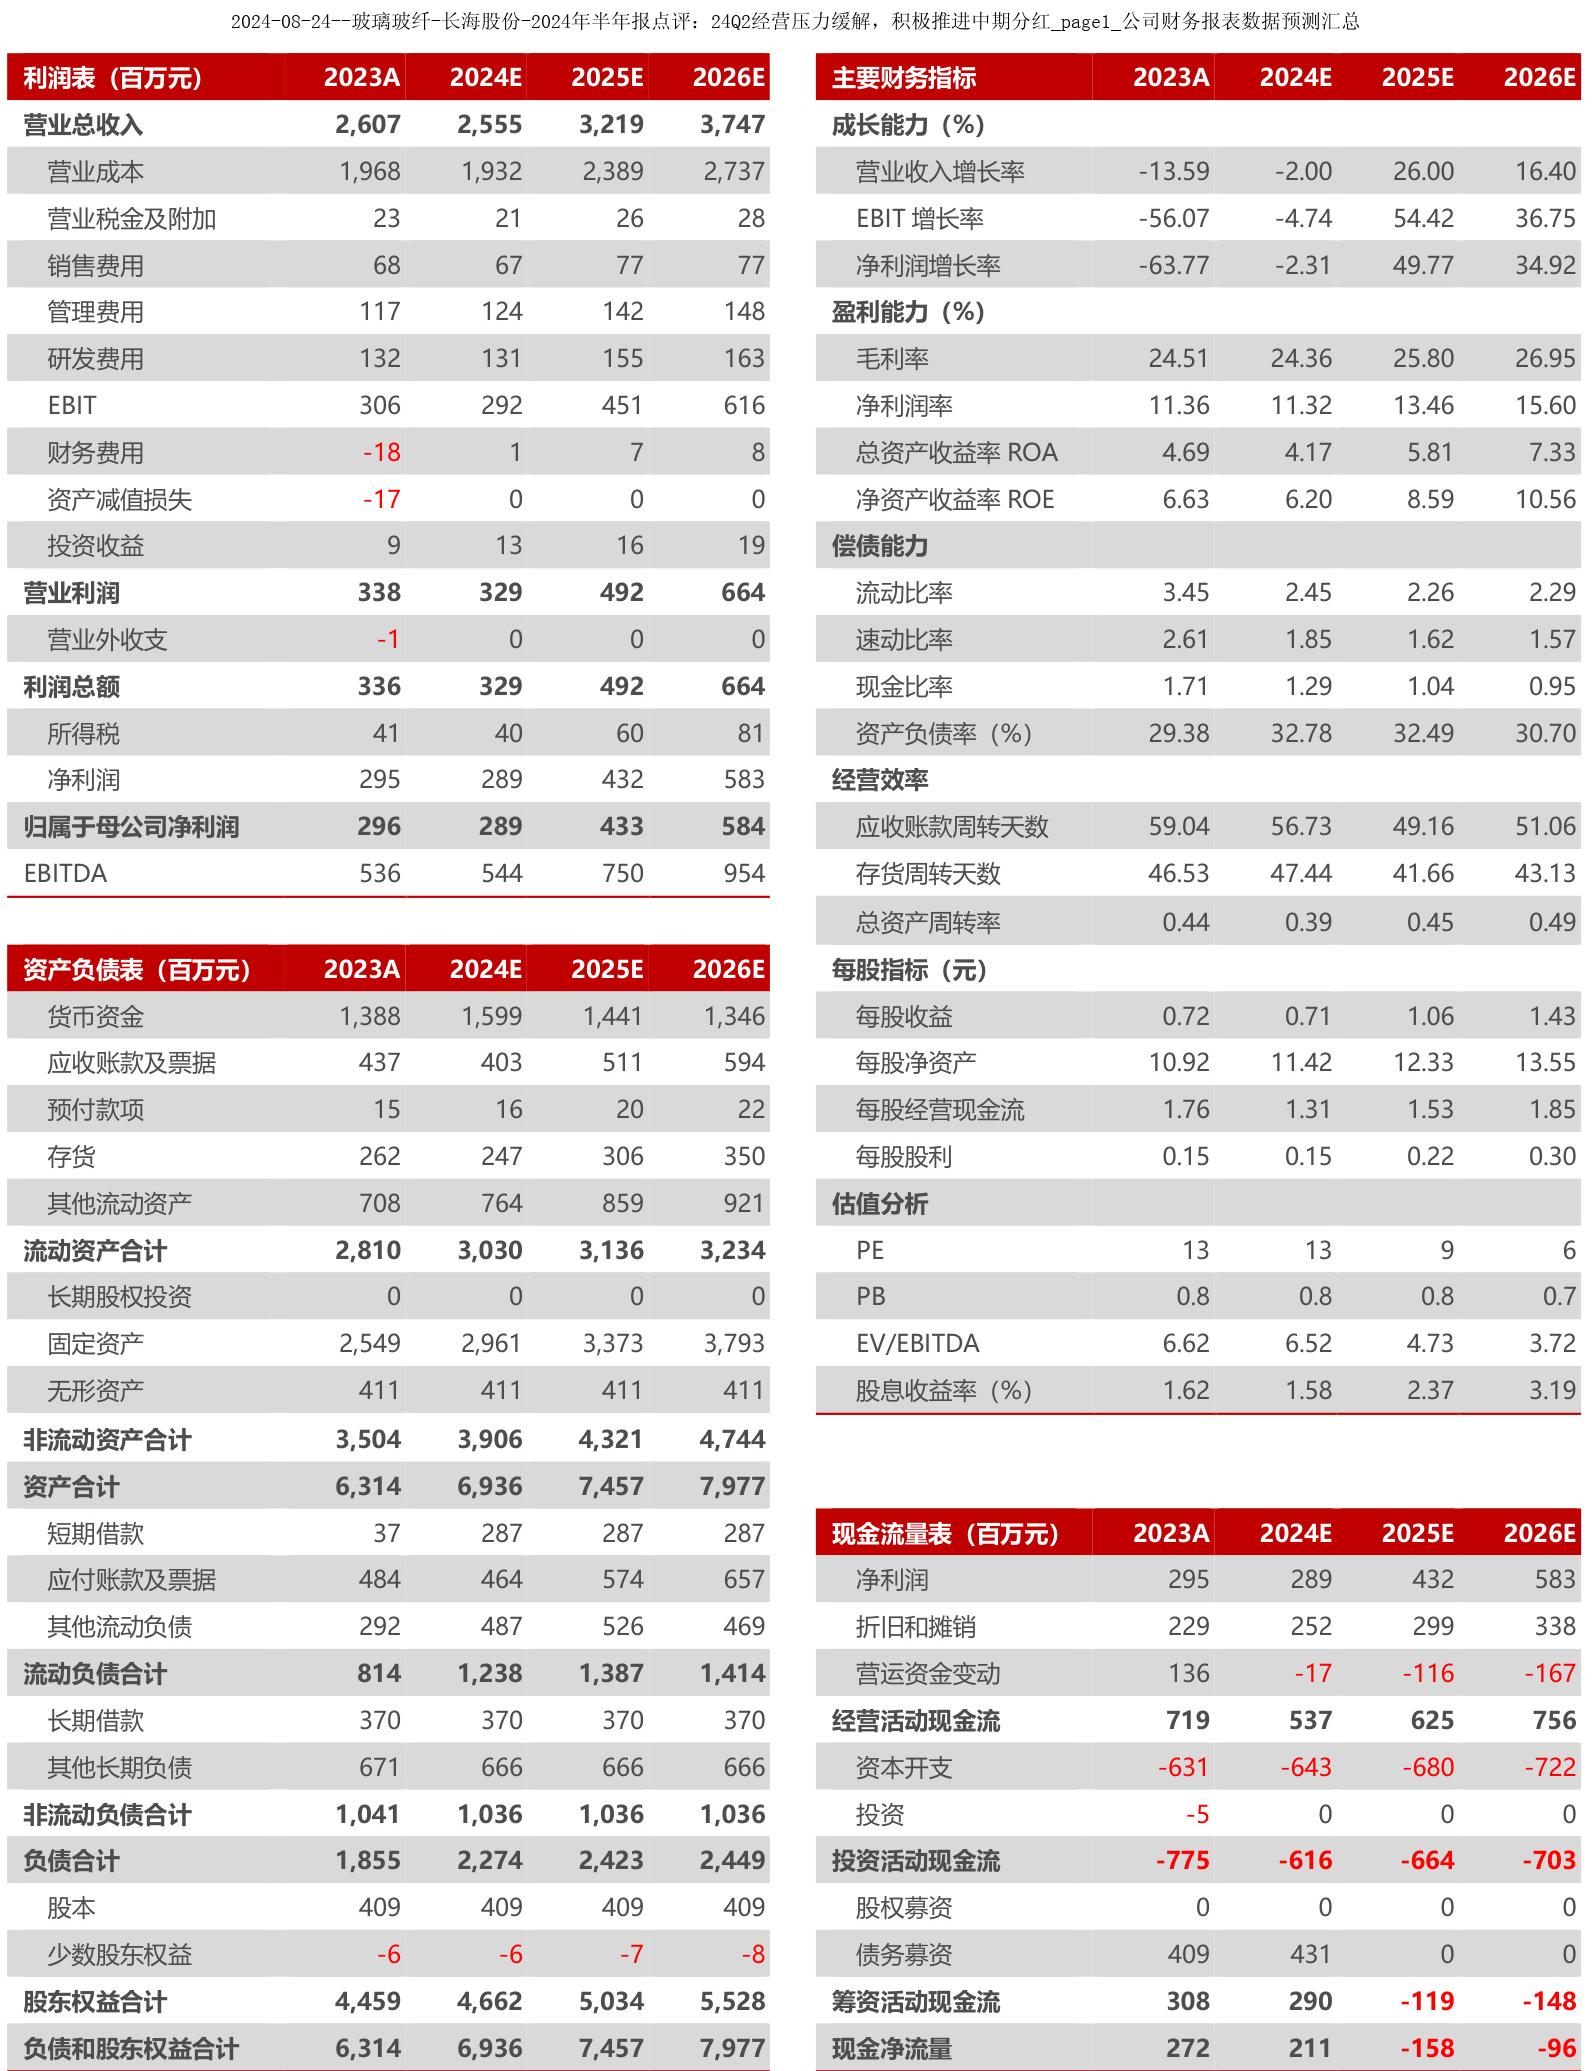 2024-08-24--玻璃玻纤-长海股份-2024年半年报点评：24Q2经营压力缓解，积极推进中期分红_page1_公司财务报表数据预测汇总
利润表（百万元） 2023A 2024E 2025E 2026E
营业总收入 2,607 2,555 3,219 3,747
营业成本 1,968 1,932 2,389 2,737
营业税金及附加 23 21 26 28
销售费用 68 67 77 77
管理费用 117 124 142 148
研发费用 132 131 155 163
EBIT 306 292 451 616
财务费用 -18 1 7 8
资产减值损失 -17 0 0 0
投资收益 9 13 16 19
营业利润 338 329 492 664
营业外收支 -1 0 0 0
利润总额 336 329 492 664
所得税 41 40 60 81
净利润 295 289 432 583
归属于母公司净利润 296 289 433 584
EBITDA 536 544 750 954
资产负债表（百万元） 2023A 2024E 2025E 2026E
货币资金 1,388 1,599 1,441 1,346
应收账款及票据 437 403 511 594
预付款项 15 16 20 22
存货 262 247 306 350
其他流动资产 708 764 859 921
流动资产合计 2,810 3,030 3,136 3,234
长期股权投资 0 0 0 0
固定资产 2,549 2,961 3,373 3,793
无形资产 411 411 411 411
非流动资产合计 3,504 3,906 4,321 4,744
资产合计 6,314 6,936 7,457 7,977
短期借款 37 287 287 287
应付账款及票据 484 464 574 657
其他流动负债 292 487 526 469
流动负债合计 814 1,238 1,387 1,414
长期借款 370 370 370 370
其他长期负债 671 666 666 666
非流动负债合计 1,041 1,036 1,036 1,036
负债合计 1,855 2,274 2,423 2,449
股本 409 409 409 409
少数股东权益 -6 -6 -7 -8
股东权益合计 4,459 4,662 5,034 5,528
负债和股东权益合计 6,314 6,936 7,457 7,977
主要财务指标 2023A 2024E 2025E 2026E
成长能力（%）
营业收入增长率 -13.59 -2.00 26.00 16.40
EBIT 增长率 -56.07 -4.74 54.42 36.75
净利润增长率 -63.77 -2.31 49.77 34.92
盈利能力（%）
毛利率 24.51 24.36 25.80 26.95
净利润率 11.36 11.32 13.46 15.60
总资产收益率 ROA 4.69 4.17 5.81 7.33
净资产收益率 ROE 6.63 6.20 8.59 10.56
偿债能力
流动比率 3.45 2.45 2.26 2.29
速动比率 2.61 1.85 1.62 1.57
现金比率 1.71 1.29 1.04 0.95
资产负债率（%） 29.38 32.78 32.49 30.70
经营效率
应收账款周转天数 59.04 56.73 49.16 51.06
存货周转天数 46.53 47.44 41.66 43.13
总资产周转率 0.44 0.39 0.45 0.49
每股指标（元）
每股收益 0.72 0.71 1.06 1.43
每股净资产 10.92 11.42 12.33 13.55
每股经营现金流 1.76 1.31 1.53 1.85
每股股利 0.15 0.15 0.22 0.30
估值分析
PE 13 13 9 6
PB 0.8 0.8 0.8 0.7
EV/EBITDA 6.62 6.52 4.73 3.72
股息收益率（%） 1.62 1.58 2.37 3.19
现金流量表（百万元） 2023A 2024E 2025E 2026E
净利润 295 289 432 583
折旧和摊销 229 252 299 338
营运资金变动 136 -17 -116 -167
经营活动现金流 719 537 625 756
资本开支 -631 -643 -680 -722
投资 -5 0 0 0
投资活动现金流 -775 -616 -664 -703
股权募资 0 0 0 0
债务募资 409 431 0 0
筹资活动现金流 308 290 -119 -148
现金净流量 272 211 -158 -96